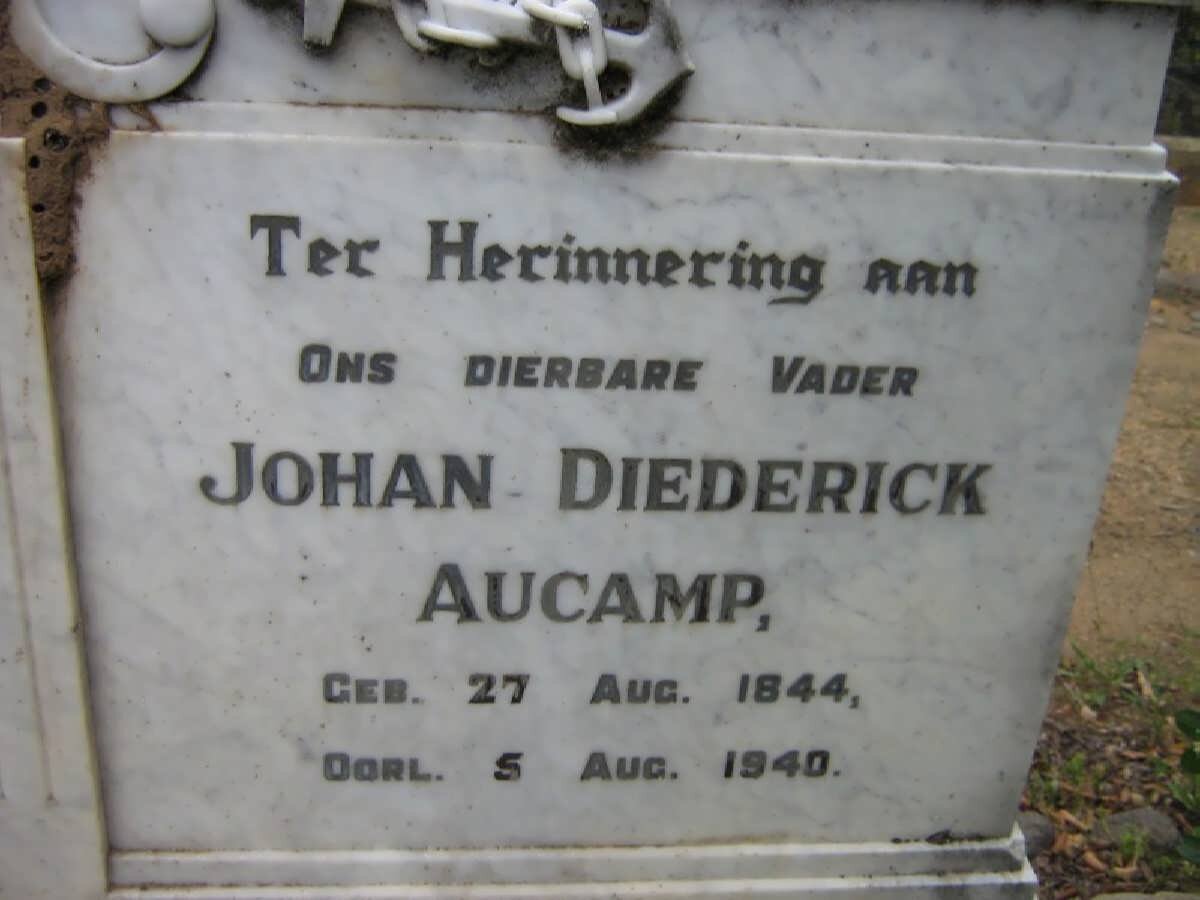 Ter Herinnering aan
ONS DIERBARE VADER
JOHAN DIEDERICK
AUCAMP,
GEB. 27 AUG. 1844,
OORL. 5 AUG. 1940.